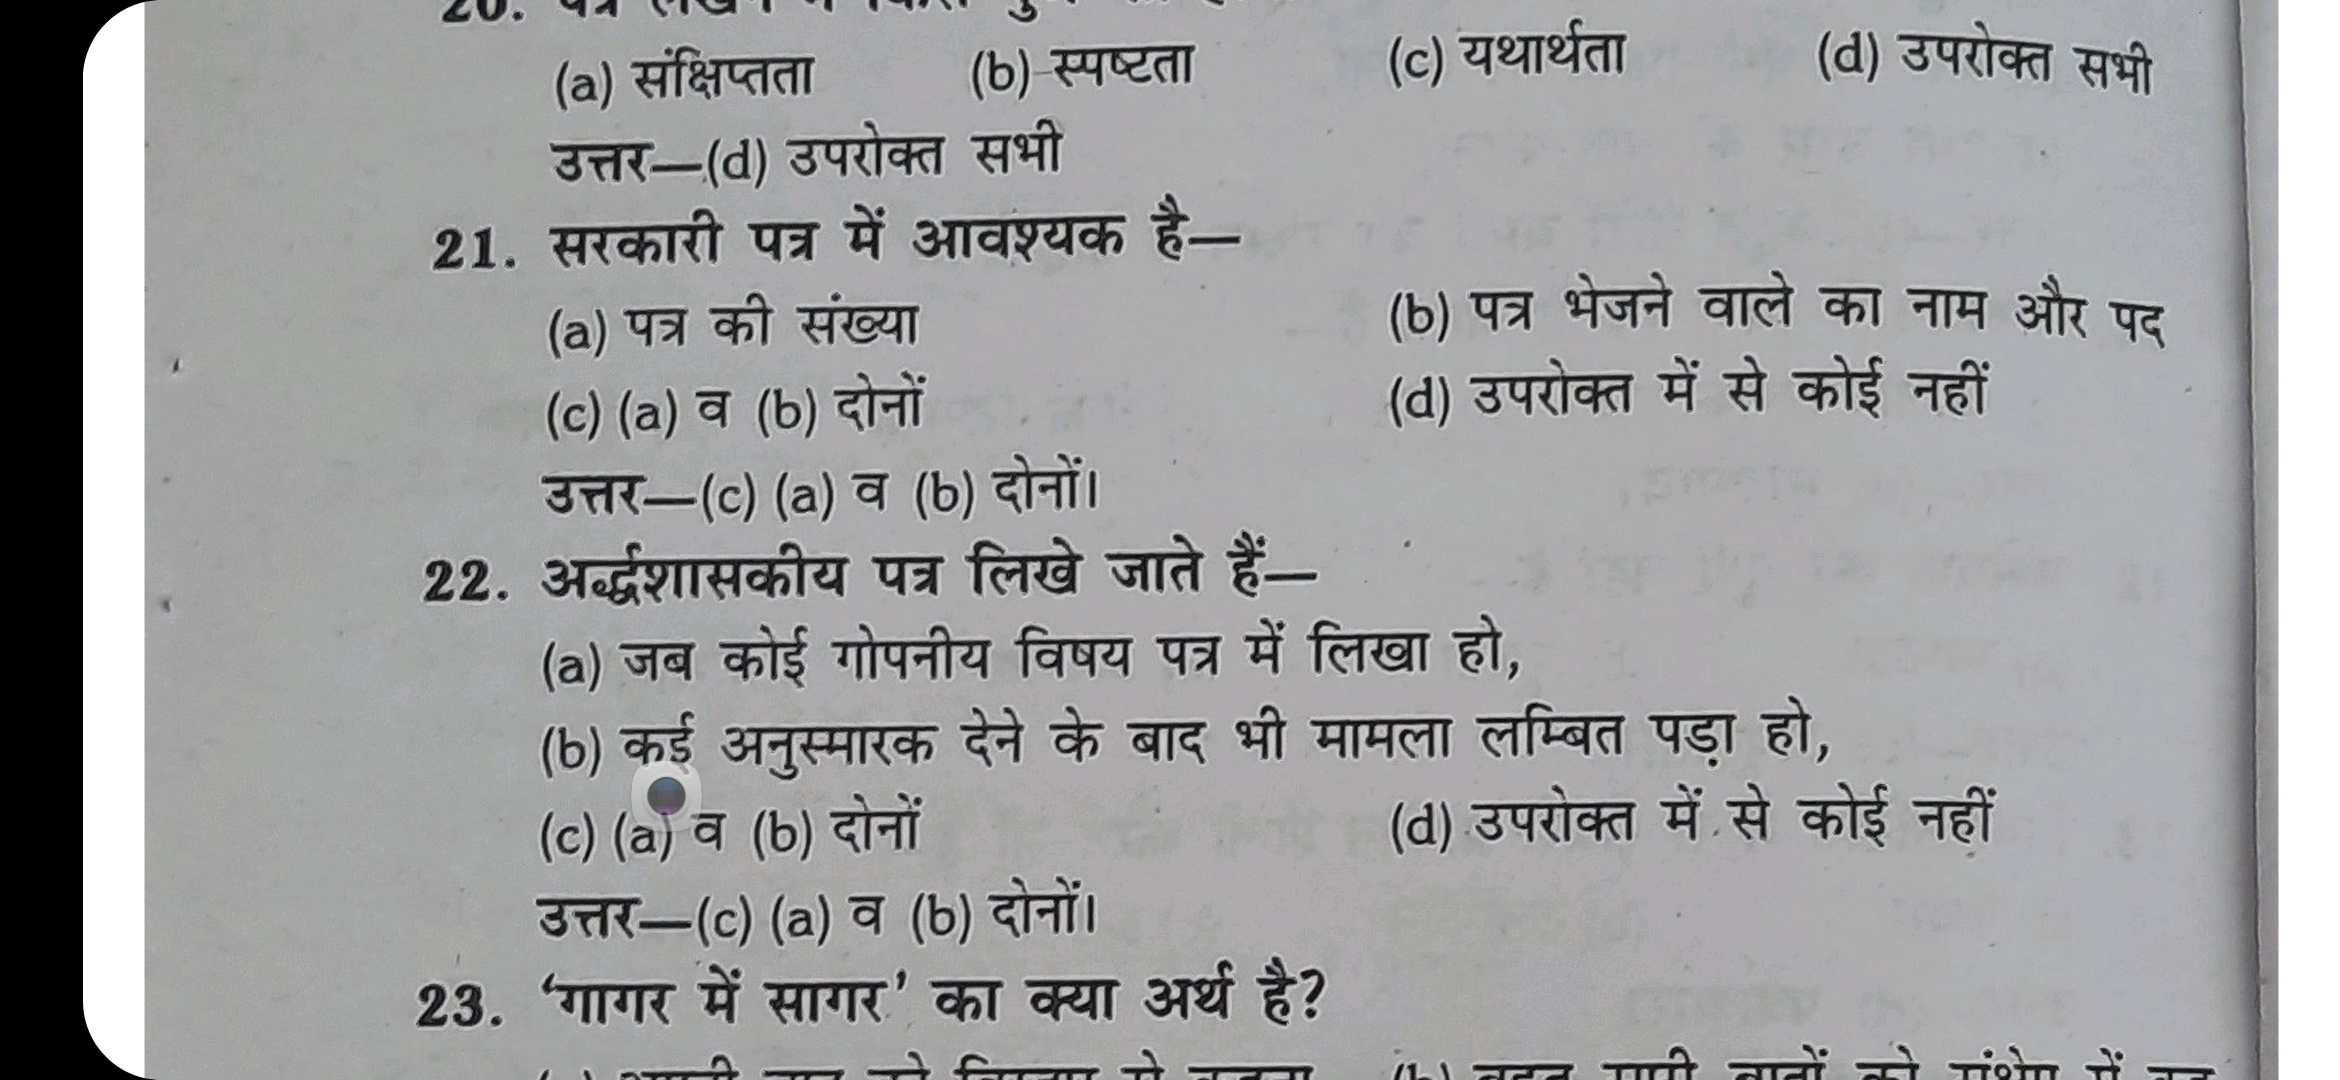 20.
(a) संक्षिप्तता (b) स्पष्टता (c) यथार्थता (d) उपरोक्त सभी
उत्तर—(d) उपरोक्त सभी
21. सरकारी पत्र में आवश्यक है—
(a) पत्र की संख्या (b) पत्र भेजने वाले का नाम और पद
(c) (a) व (b) दोनों (d) उपरोक्त में से कोई नहीं
उत्तर—(c) (a) व (b) दोनों।
22. अर्द्धशासकीय पत्र लिखे जाते हैं—
(a) जब कोई गोपनीय विषय पत्र में लिखा हो,
(b) कई अनुस्मारक देने के बाद भी मामला लम्बित पड़ा हो,
(c) (a) व (b) दोनों (d) उपरोक्त में से कोई नहीं
उत्तर—(c) (a) व (b) दोनों।
23. ‘गागर में सागर’ का क्या अर्थ है?